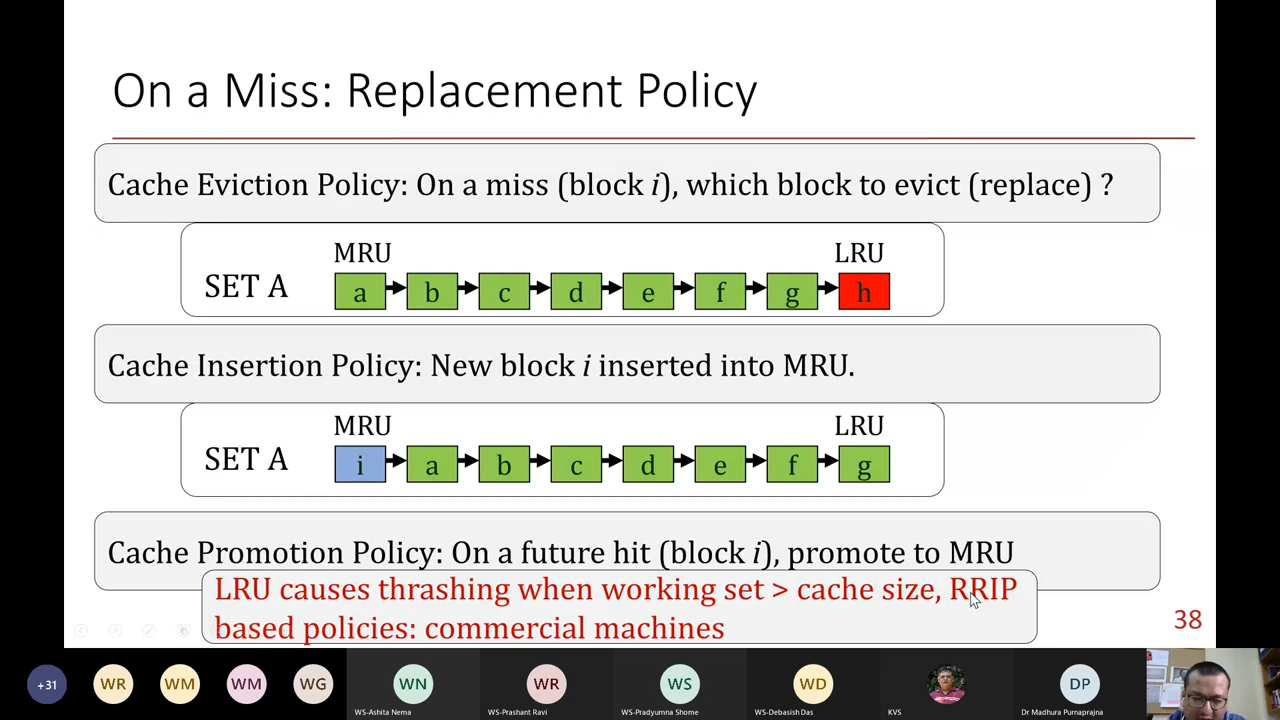 On a Miss: Replacement Policy
Cache Eviction Policy: On a miss (block i), which block to evict (replace) ?
MRU LRU
SET A a b c d e f g h
Cache Insertion Policy: New block i inserted into MRU.
MRU LRU
SET A i a b c d e f g
Cache Promotion Policy: On a future hit (block i), promote to MRU
LRU causes thrashing when working set > cache size, RRIP
based policies: commercial machines
38
+31 WR WM WM WG WN WR WS WD DP
WS-Ashita Nema WS-Prashant Ravi WS-Pradyumna Shome WS-Debasish Das KVS Dr Madhura Purnaprajna